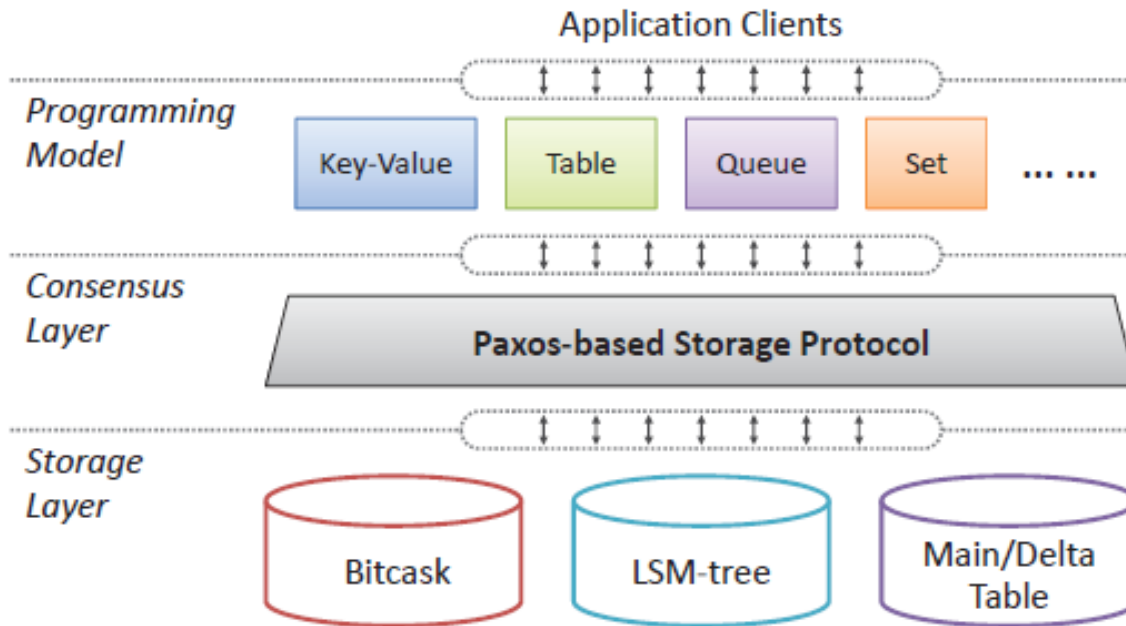 Application Clients
Programming
Model
Key-Value
Table
Queue
Set
... ...
Consensus
Layer
Paxos-based Storage Protocol
Storage
Layer
Bitcask
LSM-tree
Main/Delta
Table